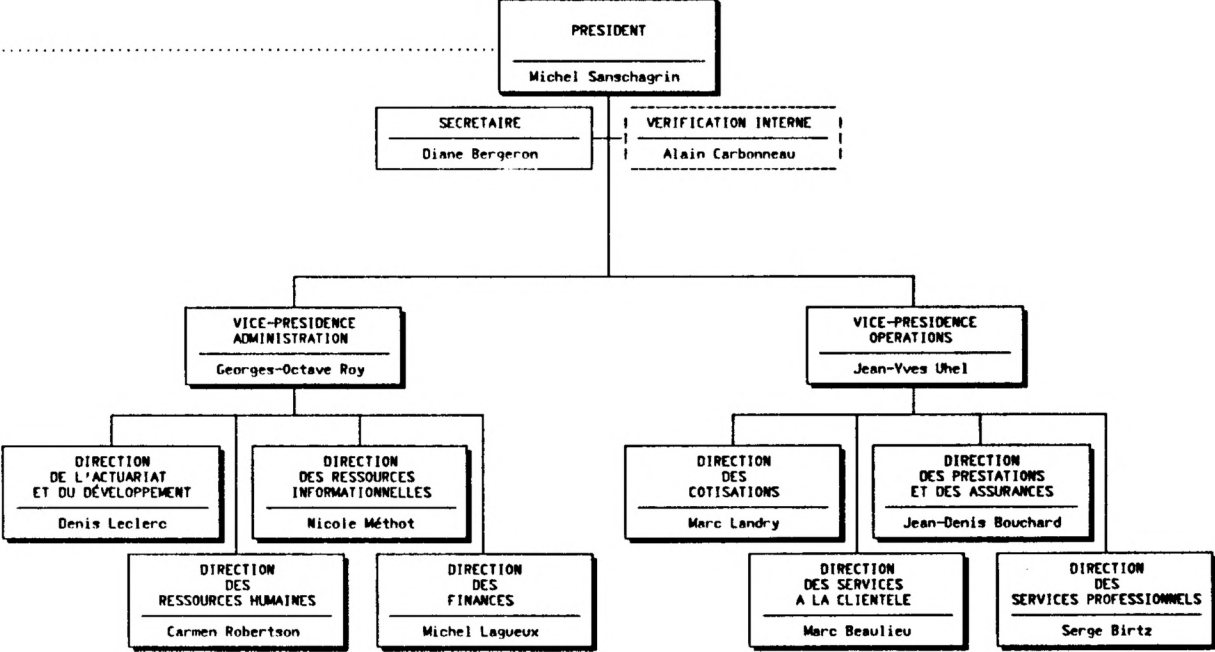 PRESIDENT
Michel Sanschagrin
SECRETAIRE
Diane Bergeron
VERIFICATION INTERNE
Alain Carbonneau
VICE-PRESIDENCE
ADMINISTRATION
Georges-Octave Roy
VICE-PRESIDENCE
OPERATIONS
Jean-Yves Uhel
DIRECTION
DE L'ACTUARIAT
ET DU DÉVELOPPEMENT
Denis Leclerc
DIRECTION
DES RESSOURCES
INFORMATIONNELLES
Nicole Méthot
DIRECTION
DES
COTISATIONS
Marc Landry
DIRECTION
DES PRESTATIONS
ET DES ASSURANCES
Jean-Denis Bouchard
DIRECTION
DES
RESSOURCES HUMAINES
Carmen Robertson
DIRECTION
DES
FINANCES
Michel Lagueux
DIRECTION
DES SERVICES
A LA CLIENTELE
Marc Beaulieu
DIRECTION
DES
SERVICES PROFESSIONNELS
Serge Birtz